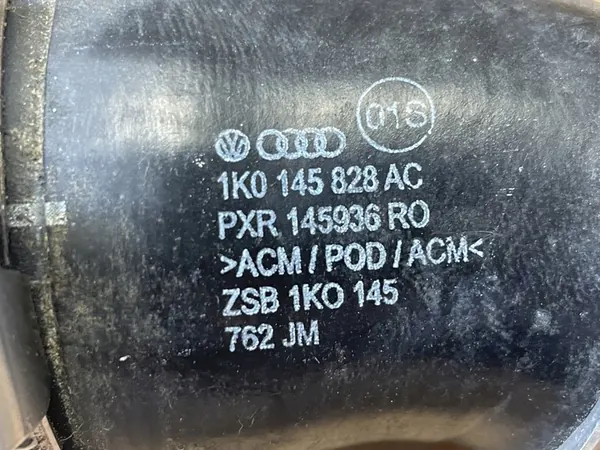 01S
1K0 145 828 AC
PXR 145936 RO
>ACM / POD / ACM<
ZSB 1KO 145
762 JM